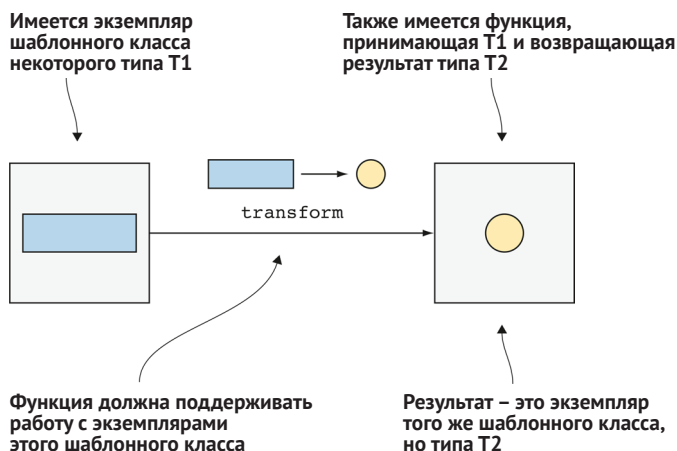 Имеется экземпляр
шаблонного класса
некоторого типа T1
Также имеется функция,
принимающая T1 и возвращающая
результат типа T2
transform
Функция должна поддерживать
работу с экземплярами
этого шаблонного класса
Результат – это экземпляр
того же шаблонного класса,
но типа T2